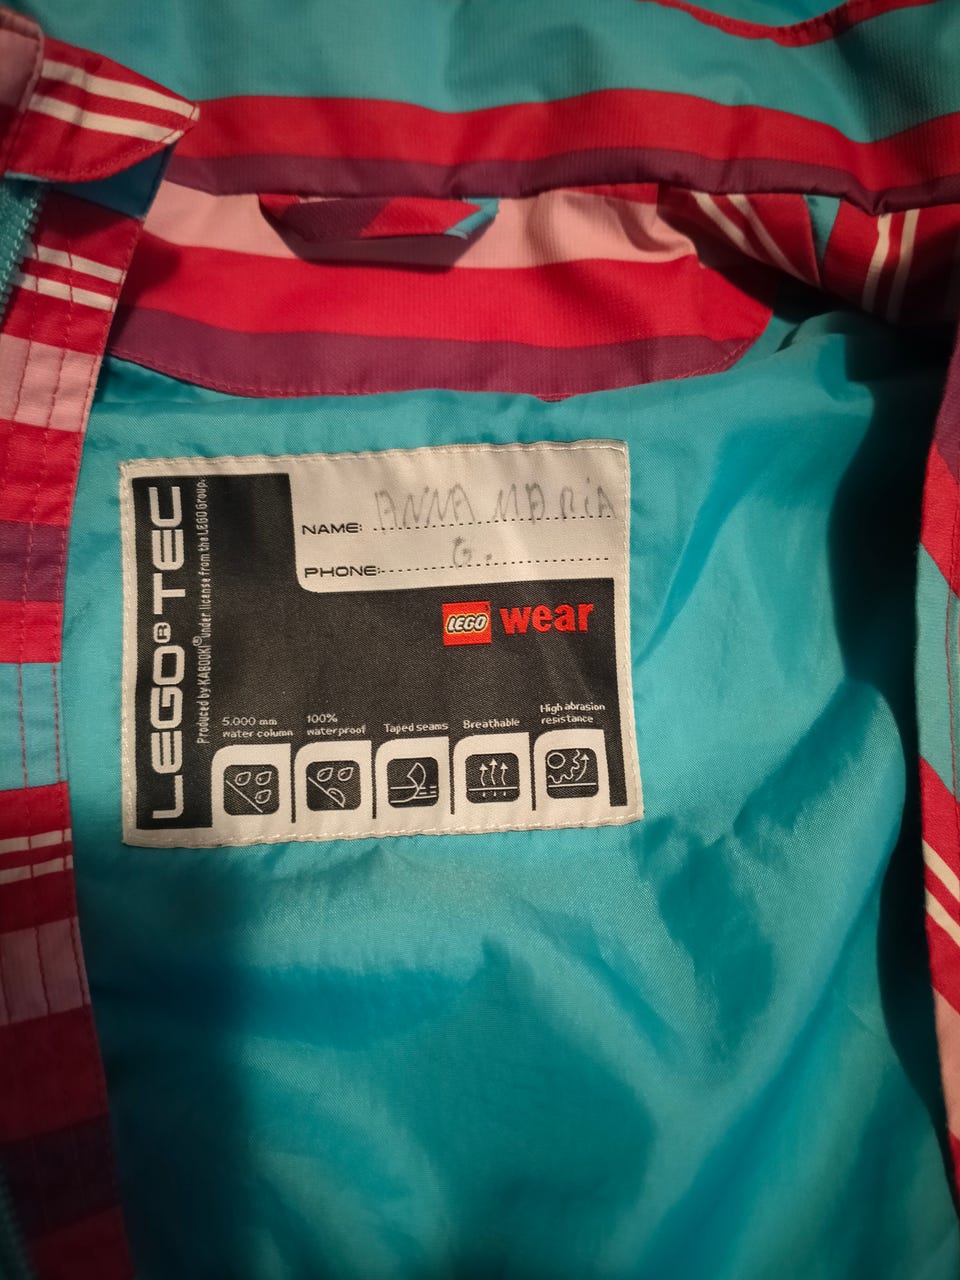 LEGO® TEC
Produced by KABOOKI® under license from the LEGO Group.
NAME: ANNA MARiA
G.
PHONE:
LEGO wear
5.000 mm
water column
100%
waterproof
Taped seams
Breathable
High abrasion
resistance